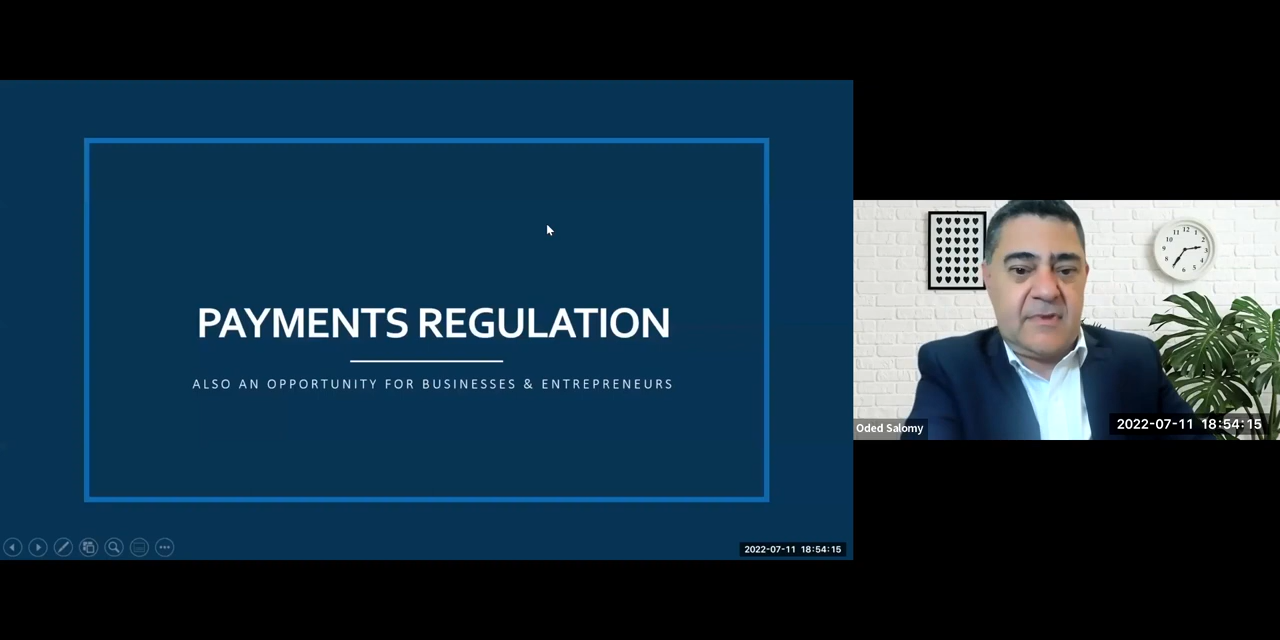 PAYMENTS REGULATION
ALSO AN OPPORTUNITY FOR BUSINESSES & ENTREPRENEURS
2022-07-11 18:54:15
Oded Salomy
2022-07-11 18:54:15